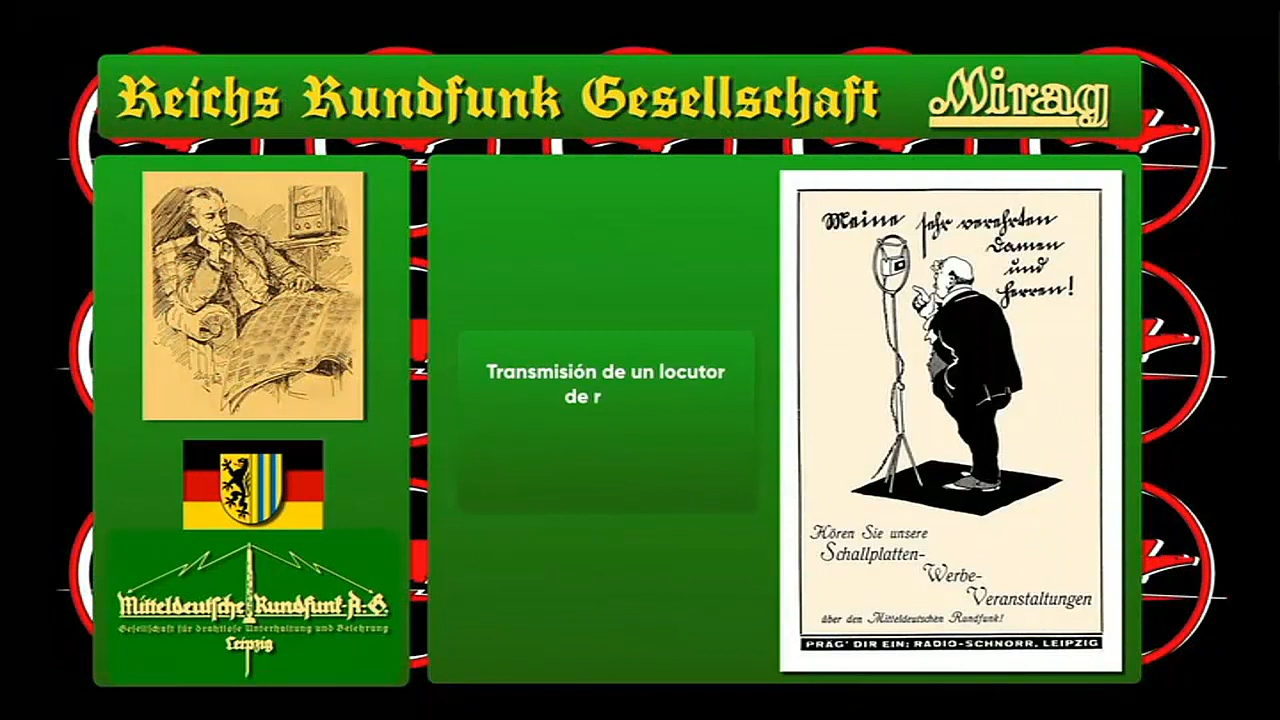 Reichs Rundfunk Gesellschaft
Mirag
Mitteldeutsche Rundfunk-A.G.
Gesellschaft für drahtlose Unterhaltung und Belehrung
Leipzig
Transmisión de un locutor
de r
Meine sehr verehrten
Damen
und
Herren!
Hören Sie unsere
Schallplatten-
Werbe-
Veranstaltungen
über den Mitteldeutschen Rundfunk!
PRÄG' DIR EIN: RADIO-SCHNORR, LEIPZIG